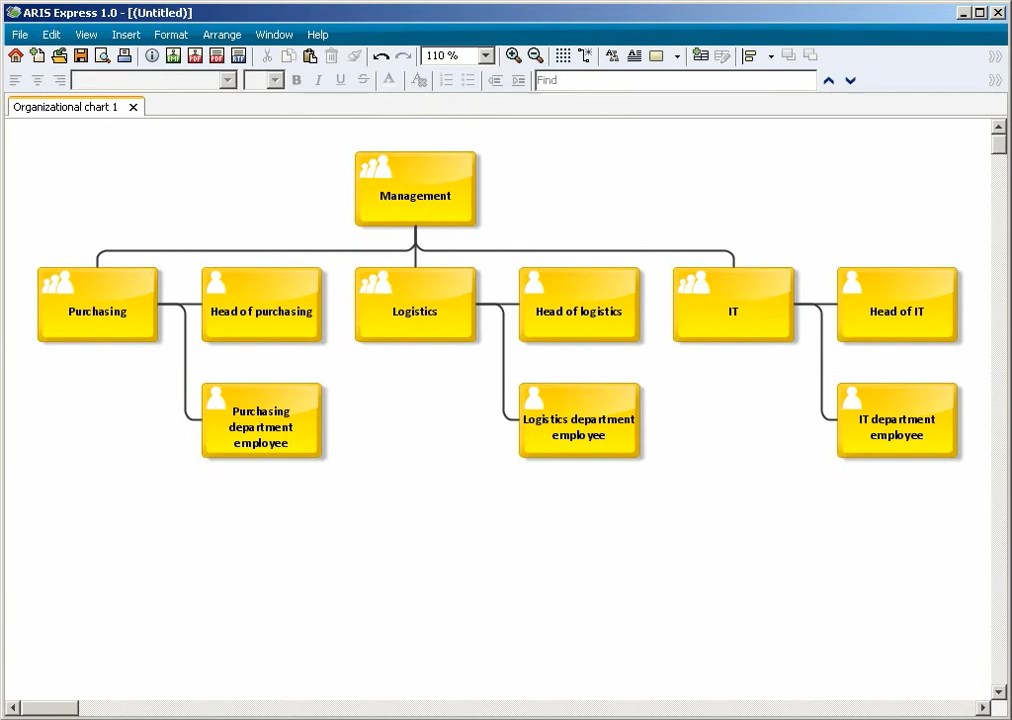 ARIS Express 1.0 - [(Untitled)]
File Edit View Insert Format Arrange Window Help
110 %
B I U S A
Find
Organizational chart 1
Management
Purchasing
Head of purchasing
Logistics
Head of logistics
IT
Head of IT
Purchasing
department
employee
Logistics department
employee
IT department
employee